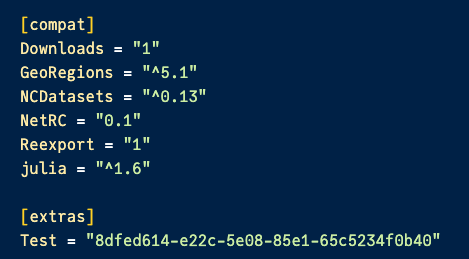 [compat]
Downloads = "1"
GeoRegions = "^5.1"
NCDatasets = "^0.13"
NetRC = "0.1"
Reexport = "1"
julia = "^1.6"
[extras]
Test = "8dfed614-e22c-5e08-85e1-65c5234f0b40"